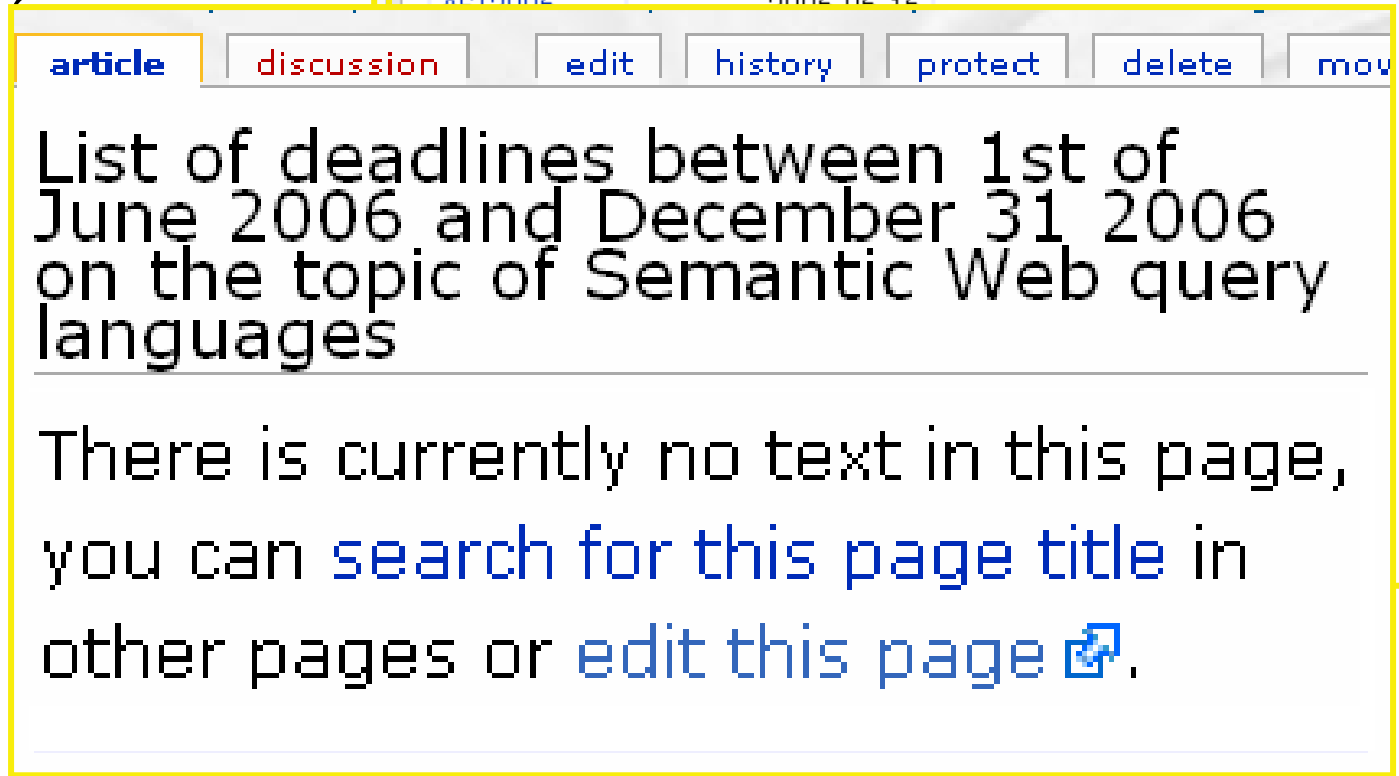 article discussion edit history protect delete mov
List of deadlines between 1st of
June 2006 and December 31 2006
on the topic of Semantic Web query
languages
There is currently no text in this page,
you can search for this page title in
other pages or edit this page.